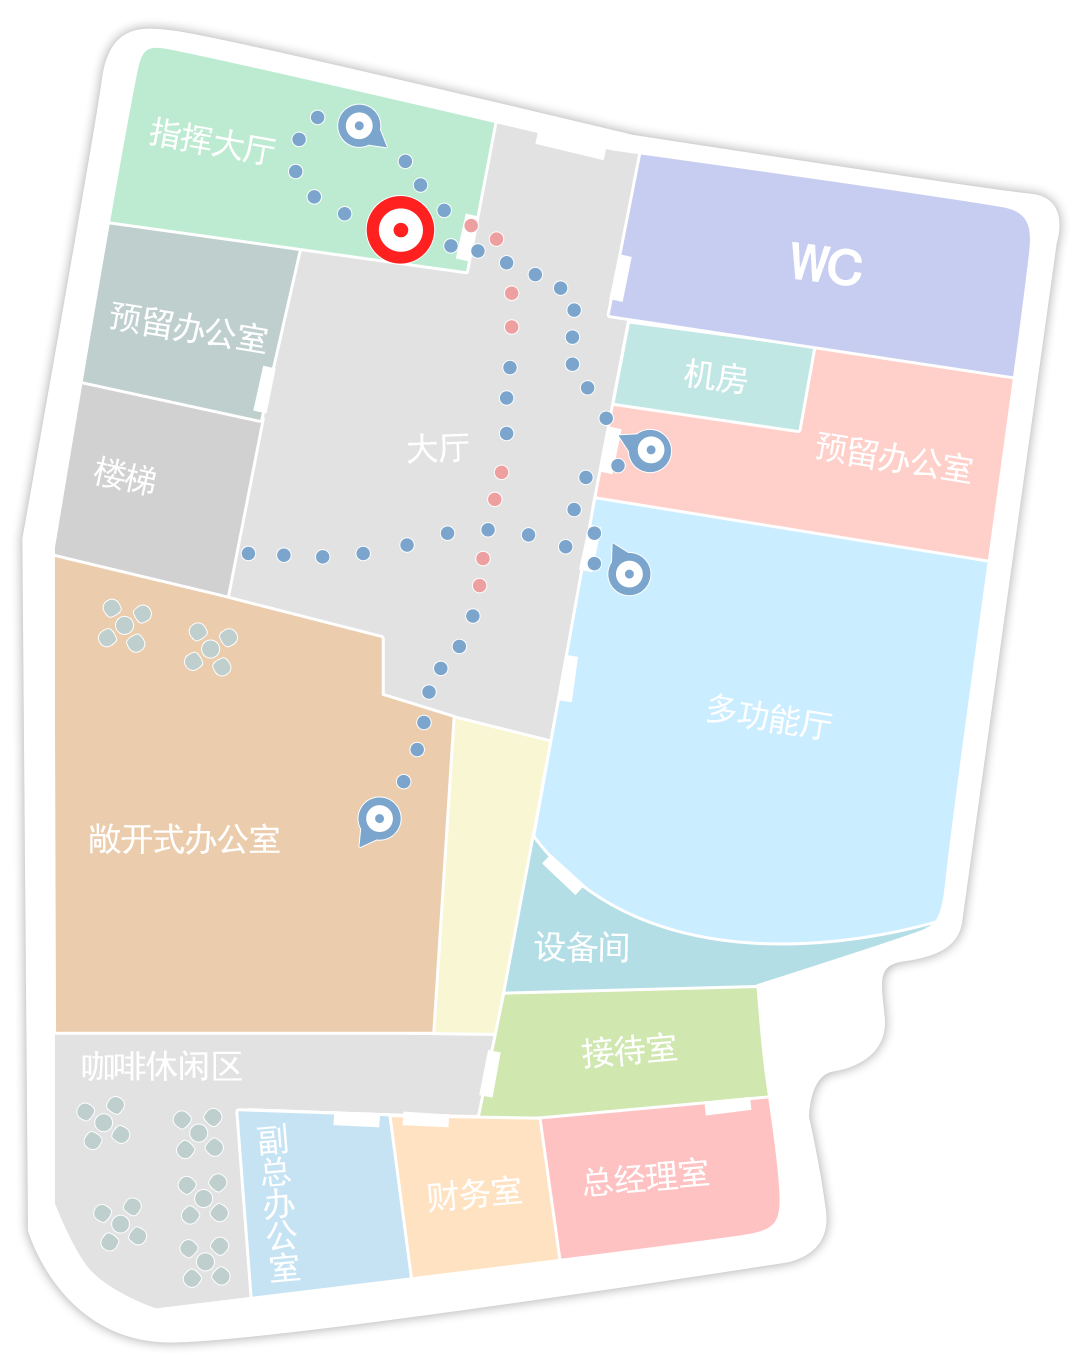 指挥大厅
WC
预留办公室
机房
大厅
预留办公室
楼梯
多功能厅
敞开式办公室
设备间
接待室
咖啡休闲区
副总办公室
财务室
总经理室